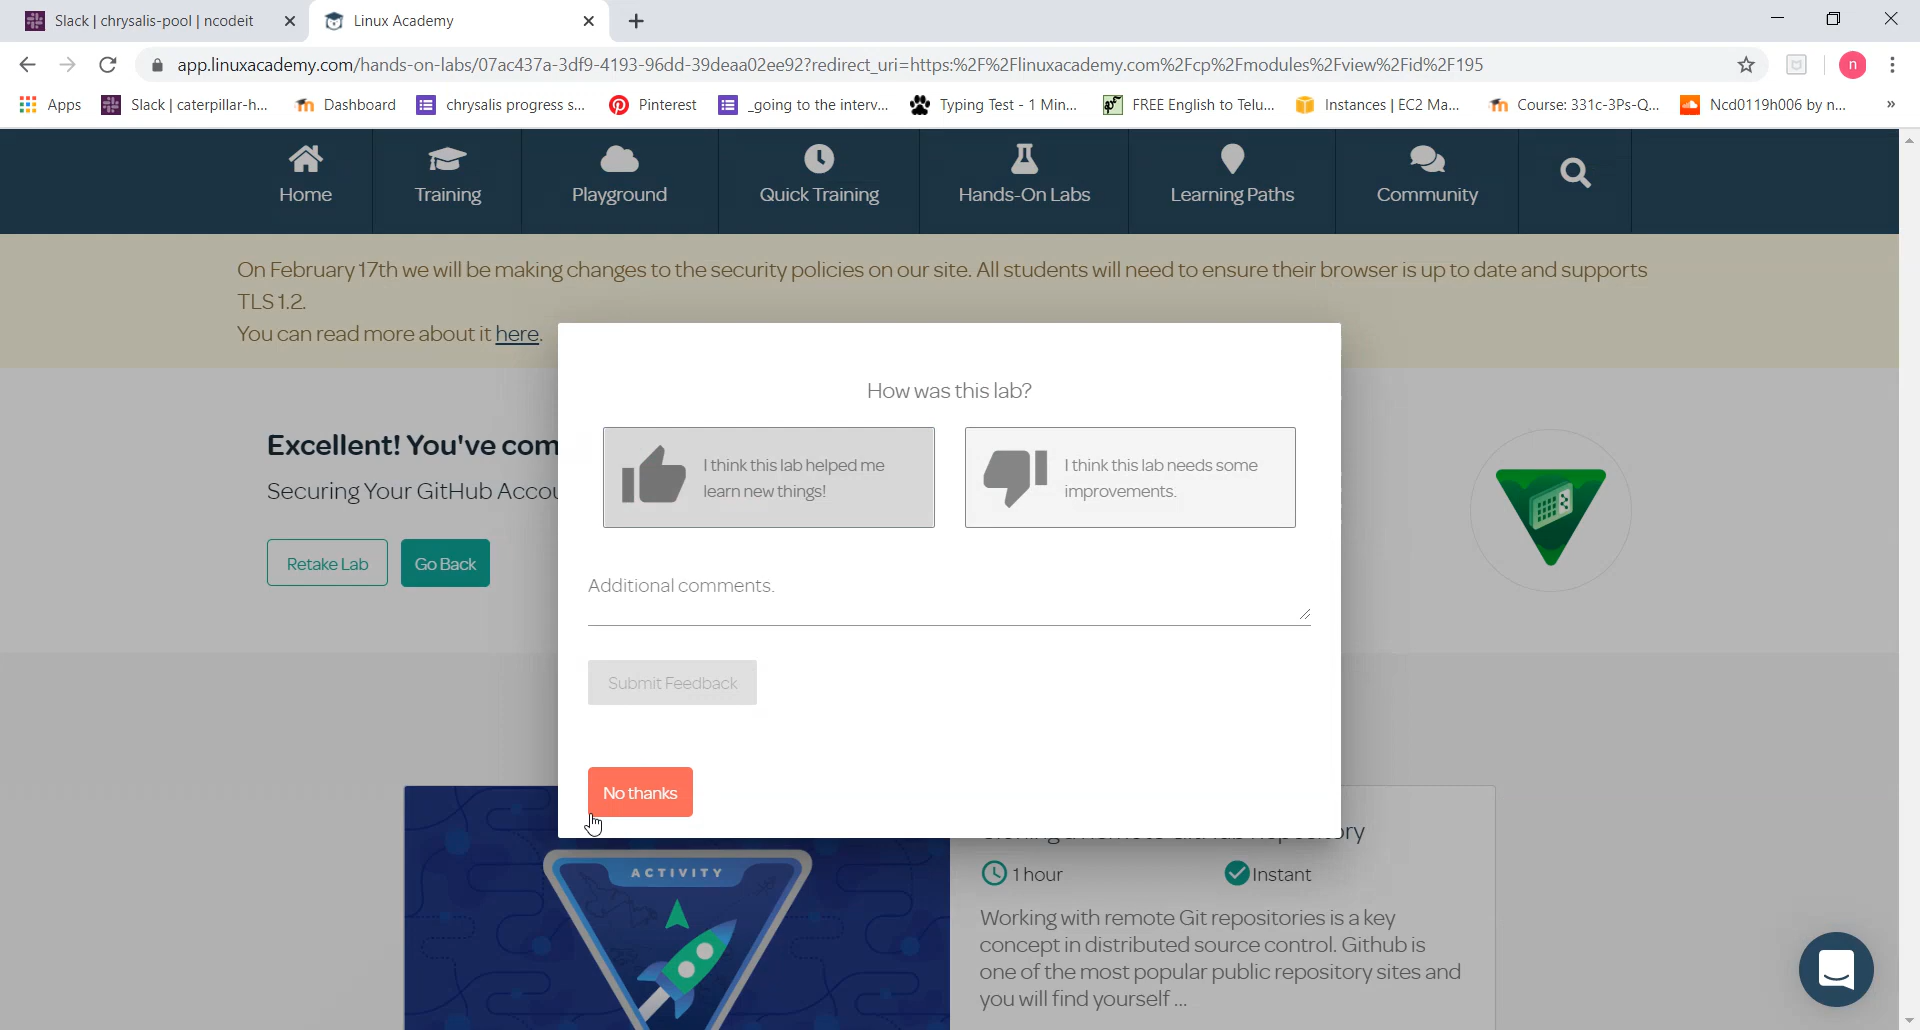 Slack | chrysalis-pool | ncodeit
Linux Academy
app.linuxacademy.com/hands-on-labs/07ac437a-3df9-4193-96dd-39deaa02ee92?redirect_uri=https:%2F%2Flinuxacademy.com%2Fcp%2Fmodules%2Fview%2Fid%2F195
n
Apps
Slack | caterpillar-h...
Dashboard
chrysalis progress s...
Pinterest
_going to the interv...
Typing Test - 1 Min...
FREE English to Telu...
Instances | EC2 Ma...
Course: 331c-3Ps-Q...
Ncd0119h006 by n...
»
Home
Training
Playground
Quick Training
Hands-On Labs
Learning Paths
Community
On February 17th we will be making changes to the security policies on our site. All students will need to ensure their browser is up to date and supports
TLS 1.2.
You can read more about it here.
How was this lab?
Excellent! You've com
I think this lab helped me
learn new things!
I think this lab needs some
improvements.
Securing Your GitHub Accou
Retake Lab
Go Back
Additional comments.
Submit Feedback
No thanks
1 hour
Instant
ACTIVITY
Working with remote Git repositories is a key
concept in distributed source control. Github is
one of the most popular public repository sites and
you will find yourself ...